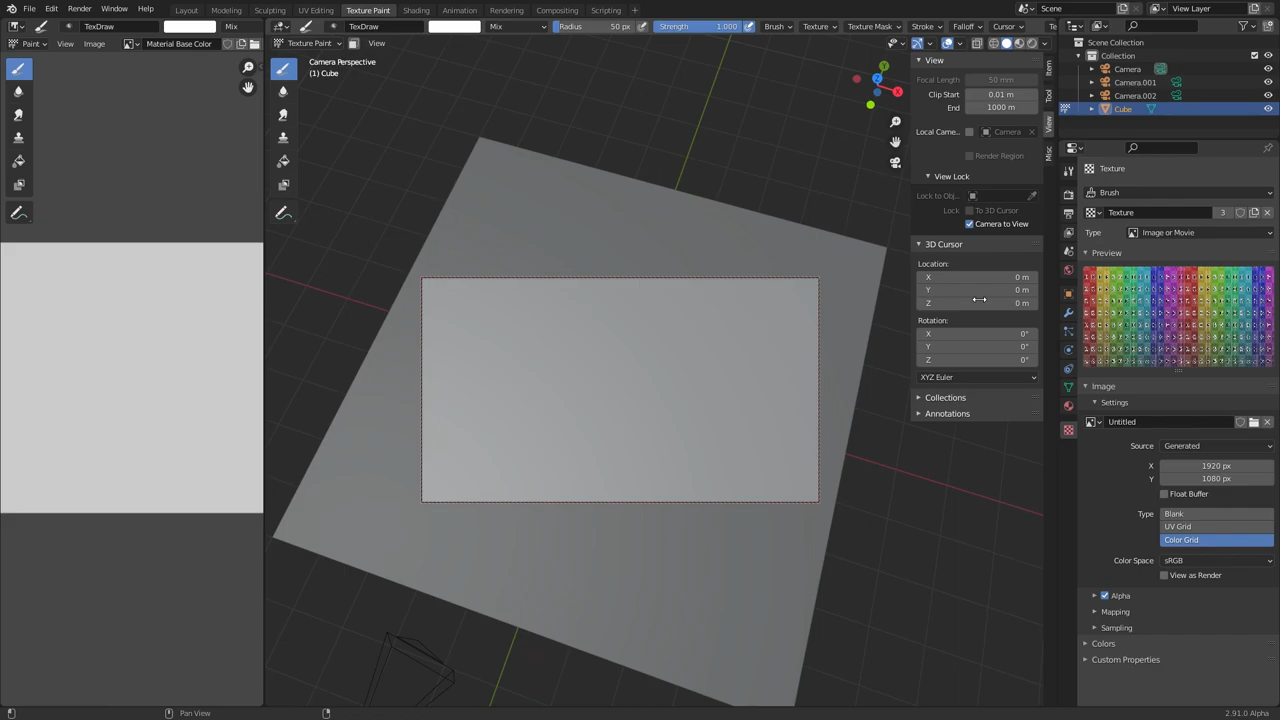 File Edit Render Window Help
Layout Modeling Sculpting UV Editing Texture Paint Shading Animation Rendering Compositing Scripting +
Scene
View Layer
TexDraw Mix
TexDraw Mix Radius 50 px Strength 1.000 Brush Texture Texture Mask Stroke Falloff Cursor Te
Paint View Image Material Base Color
Texture Paint View
Camera Perspective
(1) Cube
Z
Y
X
View
Focal Length 50 mm
Clip Start 0.01 m
End 1000 m
Local Came.. Camera
Render Region
View Lock
Lock to Obj.
Lock To 3D Cursor
Camera to View
3D Cursor
Location:
X 0 m
Y 0 m
Z 0 m
Rotation:
X 0°
Y 0°
Z 0°
XYZ Euler
Collections
Annotations
Item
Tool
View
Misc
Scene Collection
Collection
Camera
Camera.001
Camera.002
Cube
Texture
Brush
Texture 3
Type Image or Movie
Preview
Image
Settings
Untitled
Source Generated
X 1920 px
Y 1080 px
Float Buffer
Type Blank
UV Grid
Color Grid
Color Space sRGB
View as Render
Alpha
Mapping
Sampling
Colors
Custom Properties
Pan View
2.91.0 Alpha